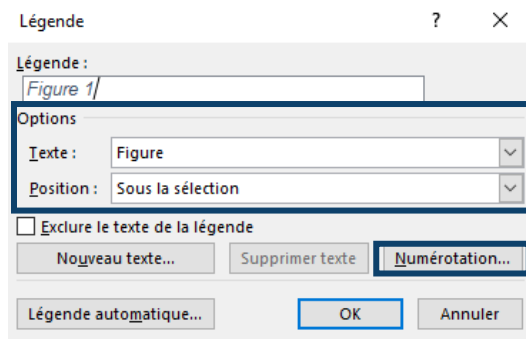 Légende ? ×
Légende :
Figure 1
Options
Texte : Figure
Position : Sous la sélection
Exclure le texte de la légende
Nouveau texte... Supprimer texte Numérotation...
Légende automatique... OK Annuler